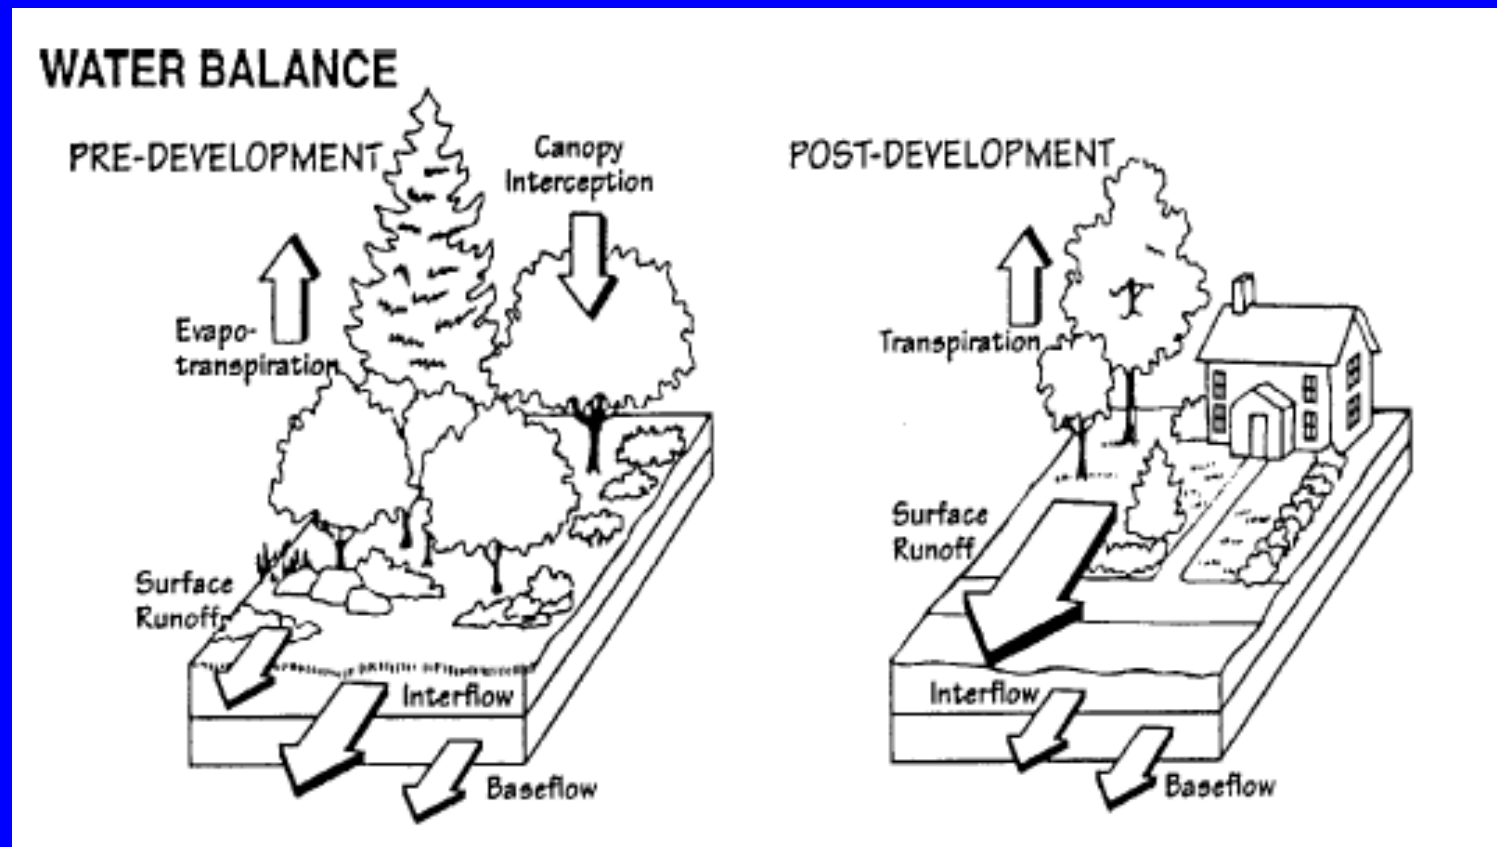 WATER BALANCE
PRE-DEVELOPMENT
Canopy
Interception
Evapo-
transpiration
Surface
Runoff
Interflow
Baseflow
POST-DEVELOPMENT
Transpiration
Surface
Runoff
Interflow
Baseflow